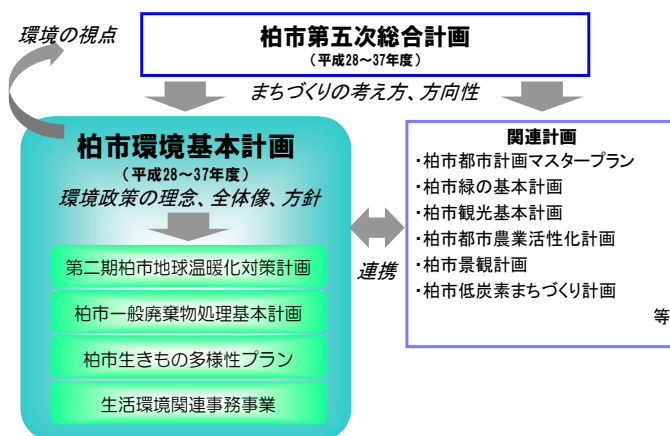 環境の視点
柏市第五次総合計画
（平成28～37年度）
まちづくりの考え方、方向性
柏市環境基本計画
（平成28～37年度）
環境政策の理念、全体像、方針
第二期柏市地球温暖化対策計画
柏市一般廃棄物処理基本計画
柏市生きもの多様性プラン
生活環境関連事務事業
連携
関連計画
・柏市都市計画マスタープラン
・柏市緑の基本計画
・柏市観光基本計画
・柏市都市農業活性化計画
・柏市景観計画
・柏市低炭素まちづくり計画
等